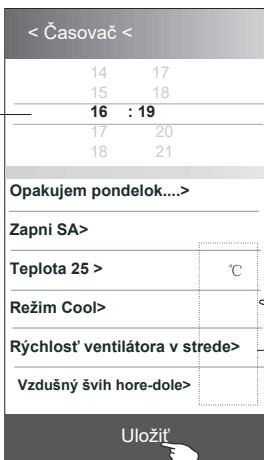 < Časovač <
14 17
15 18
16 : 19
17 20
18 21
Opakujem pondelok....>
Zapni SA>
Teplota 25 > ℃
Režim Cool>
Rýchlosť ventilátora v strede>
Vzdušný švih hore-dole>
Uložiť